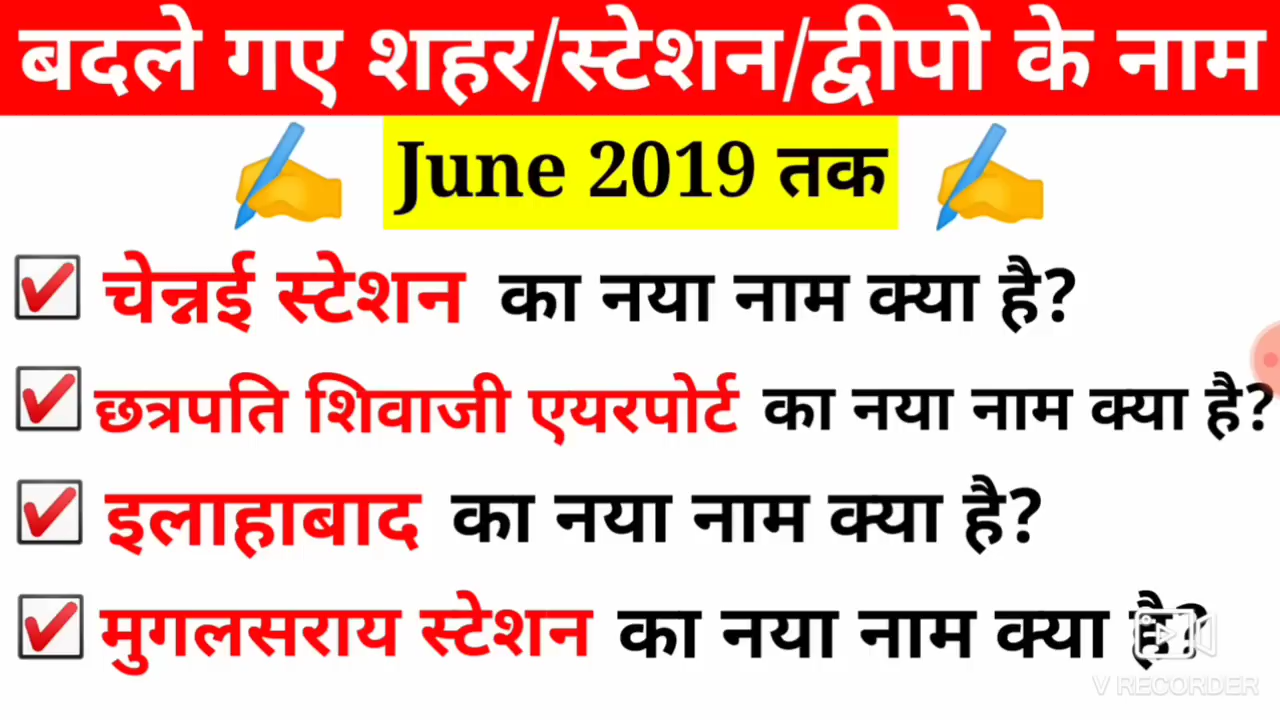 बदले गए शहर/स्टेशन/द्वीपो के नाम
June 2019 तक
चेन्नई स्टेशन का नया नाम क्या है?
छत्रपति शिवाजी एयरपोर्ट का नया नाम क्या है?
इलाहाबाद का नया नाम क्या है?
मुगलसराय स्टेशन का नया नाम क्या है?
V RECORDER